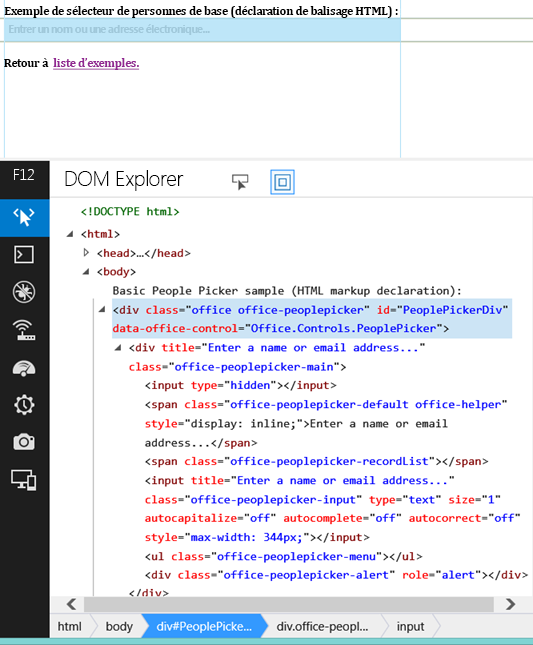 Exemple de sélecteur de personnes de base (déclaration de balisage HTML) :
Entrer un nom ou une adresse électronique...
Retour à liste d'exemples.
F12
DOM Explorer
<!DOCTYPE html>
<html>
<head>...</head>
<body>
Basic People Picker sample (HTML markup declaration):
<div class="office office-peoplepicker" id="PeoplePickerDiv"
data-office-control="Office.Controls.PeoplePicker">
<div title="Enter a name or email address..."
class="office-peoplepicker-main">
<input type="hidden"></input>
<span class="office-peoplepicker-default office-helper"
style="display: inline;">Enter a name or email
address...</span>
<span class="office-peoplepicker-recordList"></span>
<input title="Enter a name or email address..."
class="office-peoplepicker-input" type="text" size="1"
autocapitalize="off" autocomplete="off" autocorrect="off"
style="max-width: 344px;"></input>
<ul class="office-peoplepicker-menu"></ul>
<div class="office-peoplepicker-alert" role="alert"></div>
</div>
html body div#PeoplePicke... div.office-peopl... input